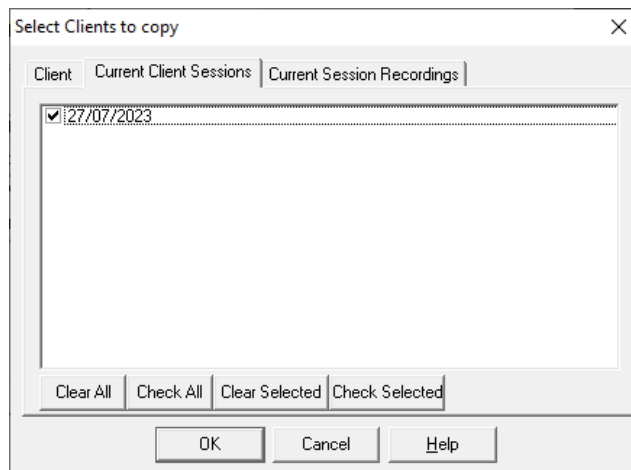 Select Clients to copy
Client Current Client Sessions Current Session Recordings
27/07/2023
Clear All Check All Clear Selected Check Selected
OK Cancel Help